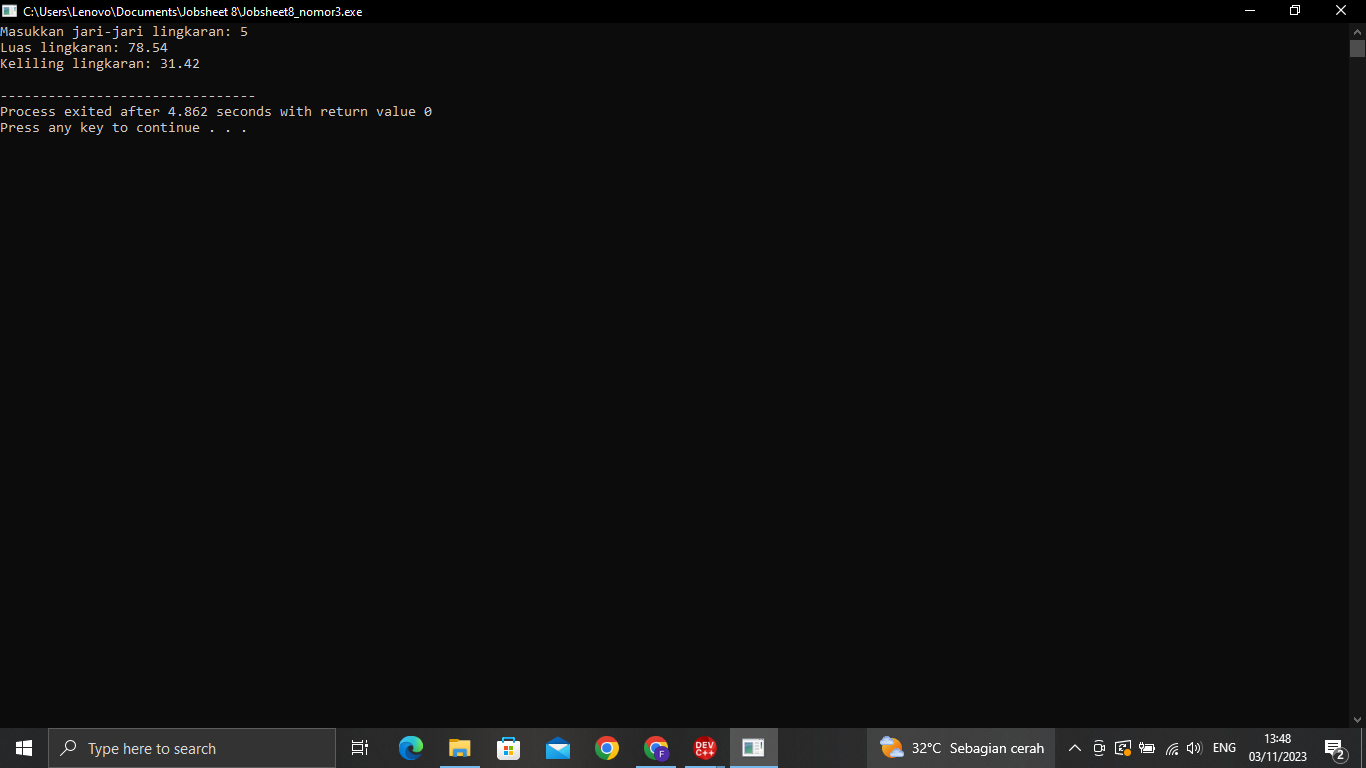 C:\Users\Lenovo\Documents\Jobsheet 8\Jobsheet8_nomor3.exe
Masukkan jari-jari lingkaran: 5
Luas lingkaran: 78.54
Keliling lingkaran: 31.42
--------------------------------
Process exited after 4.862 seconds with return value 0
Press any key to continue . . .
Type here to search
F
DEV
C++
32°C Sebagian cerah
ENG
13:48
03/11/2023
2